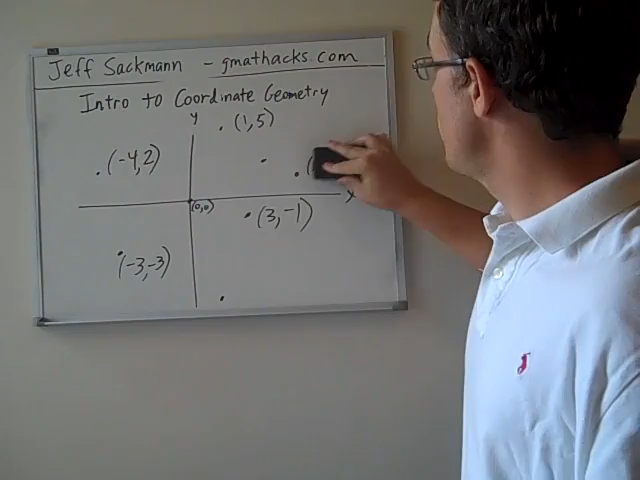 Jeff Sackmann - gmathacks.com
Intro to Coordinate Geometry
y
(1,5)
(-4,2)
(
x
(0,0)
(3,-1)
(-3,-3)